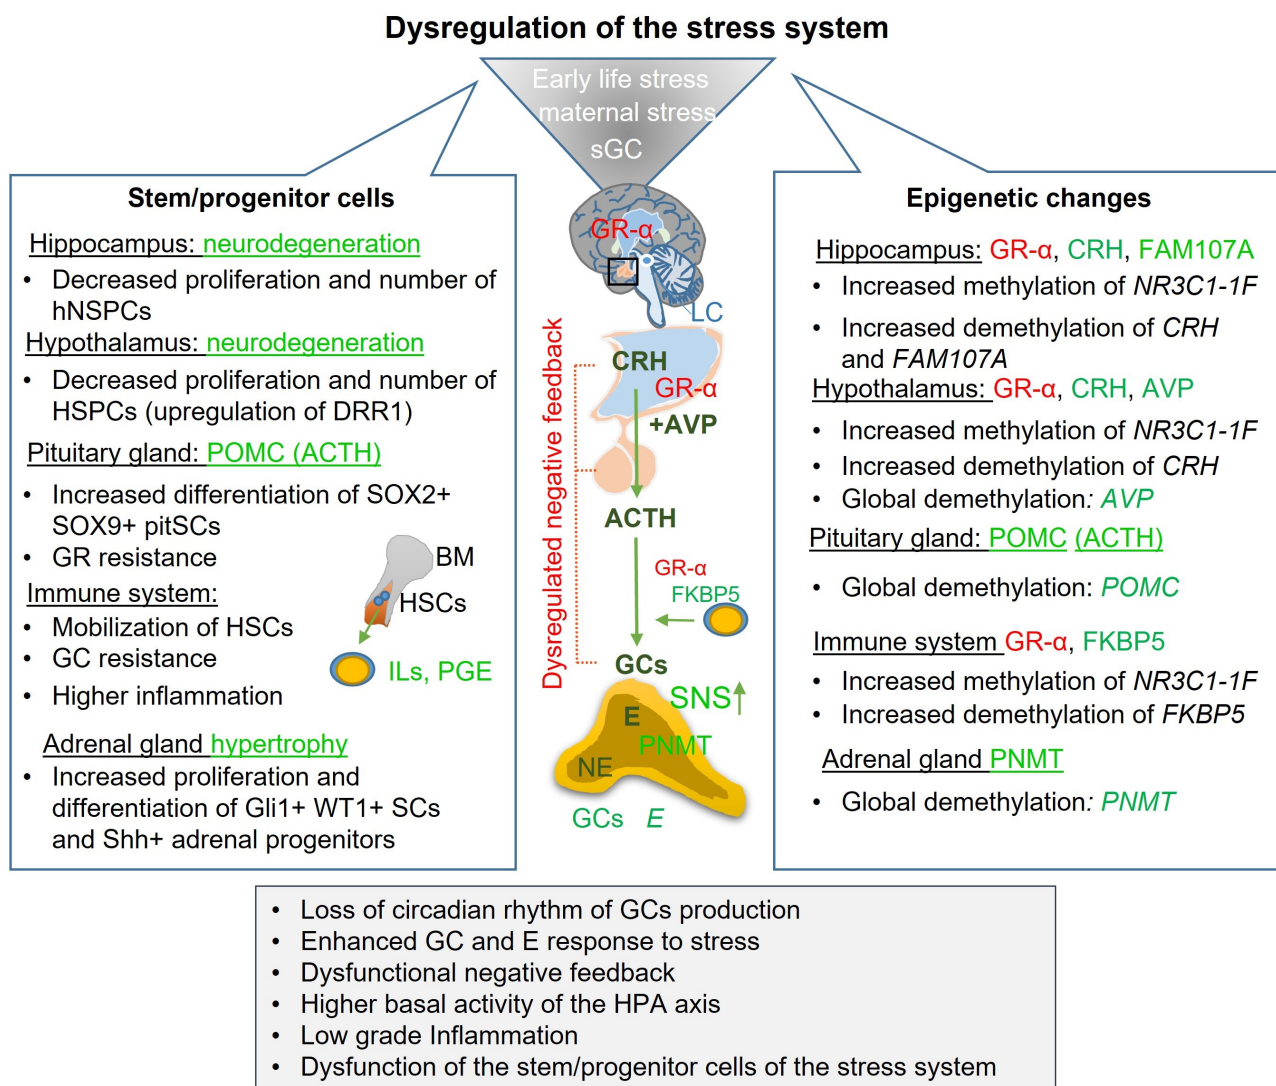 Dysregulation of the stress system
Early life stress
maternal stress
sGC
Stem/progenitor cells
Hippocampus: neurodegeneration
• Decreased proliferation and number of
hNSPCs
Hypothalamus: neurodegeneration
• Decreased proliferation and number of
HSPCs (upregulation of DRR1)
Pituitary gland: POMC (ACTH)
• Increased differentiation of SOX2+
SOX9+ pitSCs
• GR resistance
Immune system:
• Mobilization of HSCs
• GC resistance
• Higher inflammation
BM
HSCs
ILs, PGE
Adrenal gland hypertrophy
• Increased proliferation and
differentiation of Gli1+ WT1+ SCs
and Shh+ adrenal progenitors
GR-α
LC
CRH
GR-α
+AVP
Dysregulated negative feedback
ACTH
GR-α
FKBP5
GCs
SNS
E
PNMT
NE
GCs E
Epigenetic changes
Hippocampus: GR-α, CRH, FAM107A
• Increased methylation of NR3C1-1F
• Increased demethylation of CRH
and FAM107A
Hypothalamus: GR-α, CRH, AVP
• Increased methylation of NR3C1-1F
• Increased demethylation of CRH
• Global demethylation: AVP
Pituitary gland: POMC (ACTH)
• Global demethylation: POMC
Immune system GR-α, FKBP5
• Increased methylation of NR3C1-1F
• Increased demethylation of FKBP5
Adrenal gland PNMT
• Global demethylation: PNMT
• Loss of circadian rhythm of GCs production
• Enhanced GC and E response to stress
• Dysfunctional negative feedback
• Higher basal activity of the HPA axis
• Low grade Inflammation
• Dysfunction of the stem/progenitor cells of the stress system